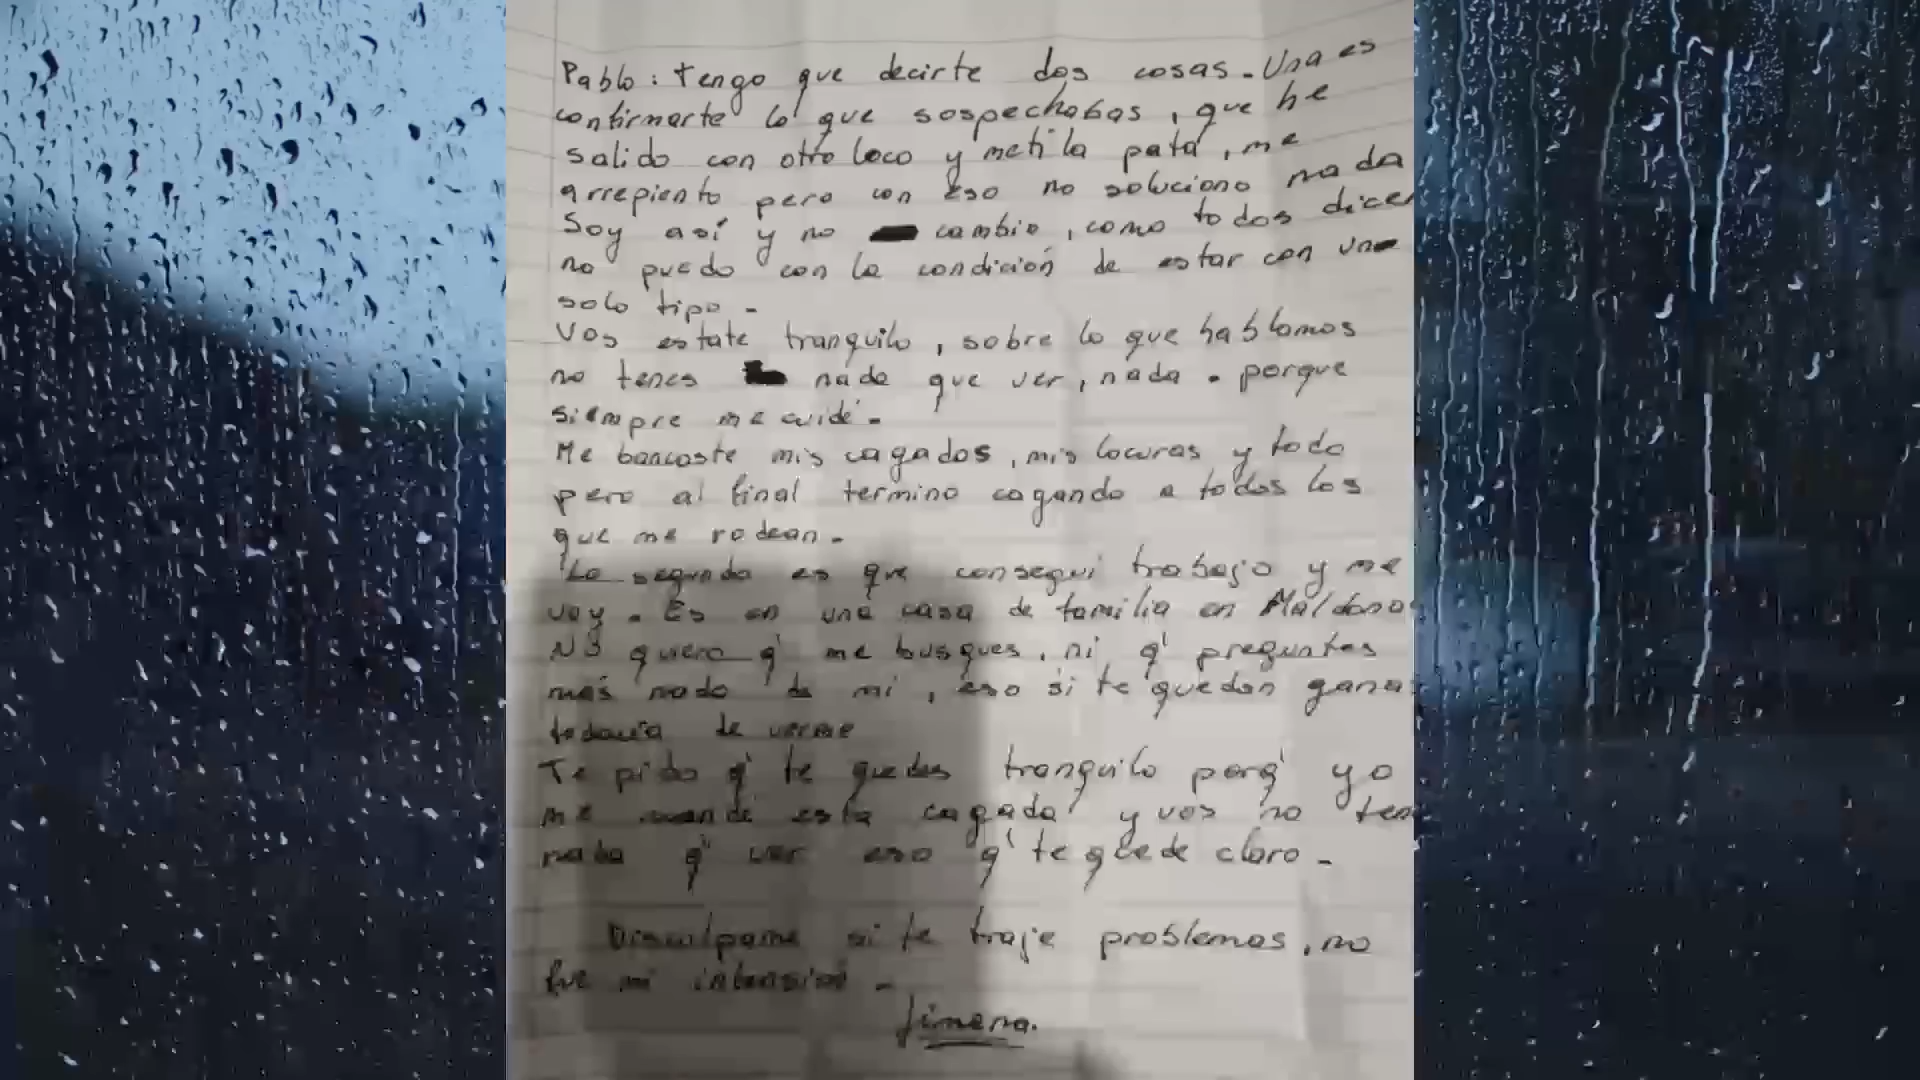 Pablo: tengo que decirte dos cosas. Una es
confirmarte lo que sospechabas, que he
salido con otro loco y metí la pata, me
arrepiento pero con eso no soluciono nada
Soy así y no cambio, como todos dicen
no puedo con la condición de estar con un
solo tipo -
Vos estate tranquilo, sobre lo que hablamos
no tenes nada que ver, nada. porque
siempre me cuidé -
Me bancaste mis cagadas, mis locuras y todo
pero al final termino cagando a todos los
que me rodean -
Lo segundo es que conseguí trabajo y me
voy. Es en una casa de familia en Maldona
No quiero q' me busques, ni q' preguntes
mas nada de mi, eso si te quedan ganas
todavía de verme
Te pido q' te quedes tranquilo porq' yo
me mandé esta cagada y vos no ten
nada q' ver eso q' te quede claro -
Disculpame si te traje problemas, no
fue mi intension -
Jimena.